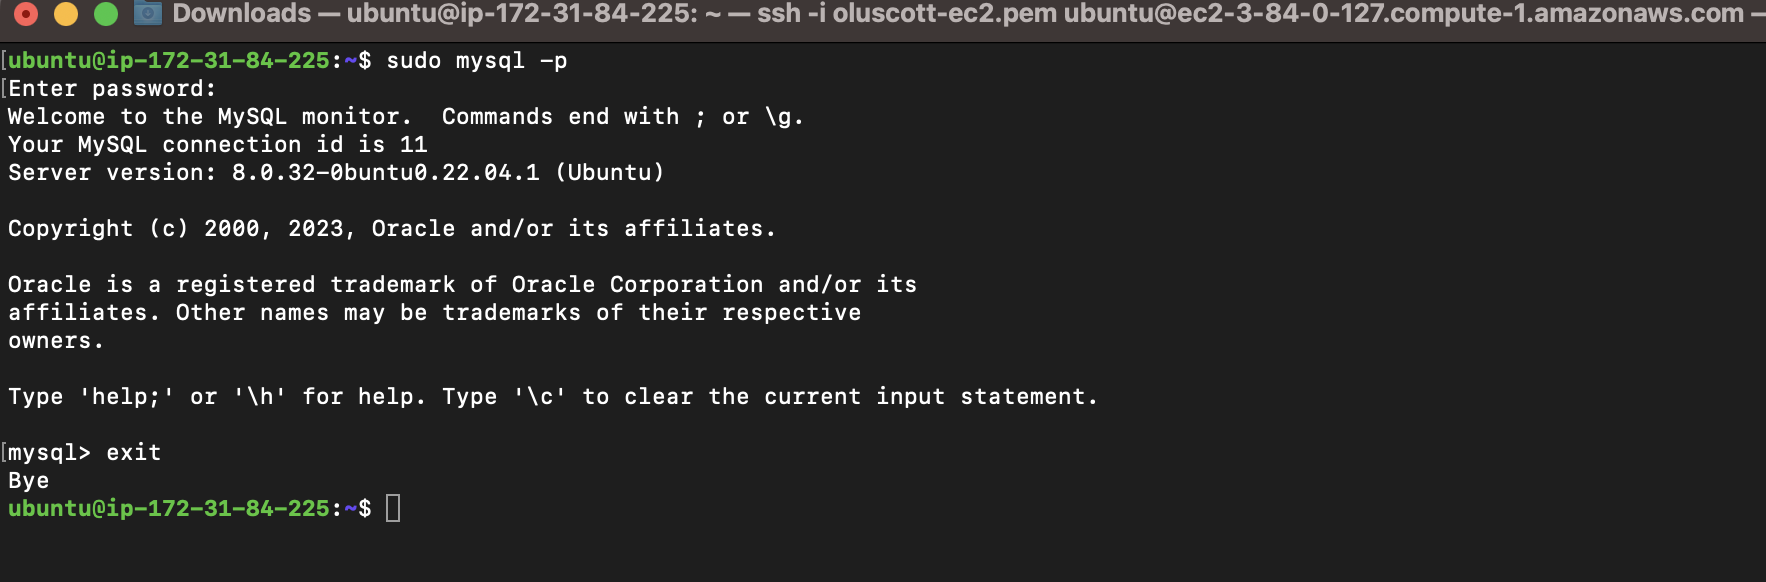 Downloads — ubuntu@ip-172-31-84-225: ~ — ssh -i oluscott-ec2.pem ubuntu@ec2-3-84-0-127.compute-1.amazonaws.com —
[ubuntu@ip-172-31-84-225:~$ sudo mysql -p
[Enter password:
Welcome to the MySQL monitor.  Commands end with ; or \g.
Your MySQL connection id is 11
Server version: 8.0.32-0buntu0.22.04.1 (Ubuntu)
Copyright (c) 2000, 2023, Oracle and/or its affiliates.
Oracle is a registered trademark of Oracle Corporation and/or its
affiliates. Other names may be trademarks of their respective
owners.
Type 'help;' or '\h' for help. Type '\c' to clear the current input statement.
[mysql> exit
Bye
ubuntu@ip-172-31-84-225:~$